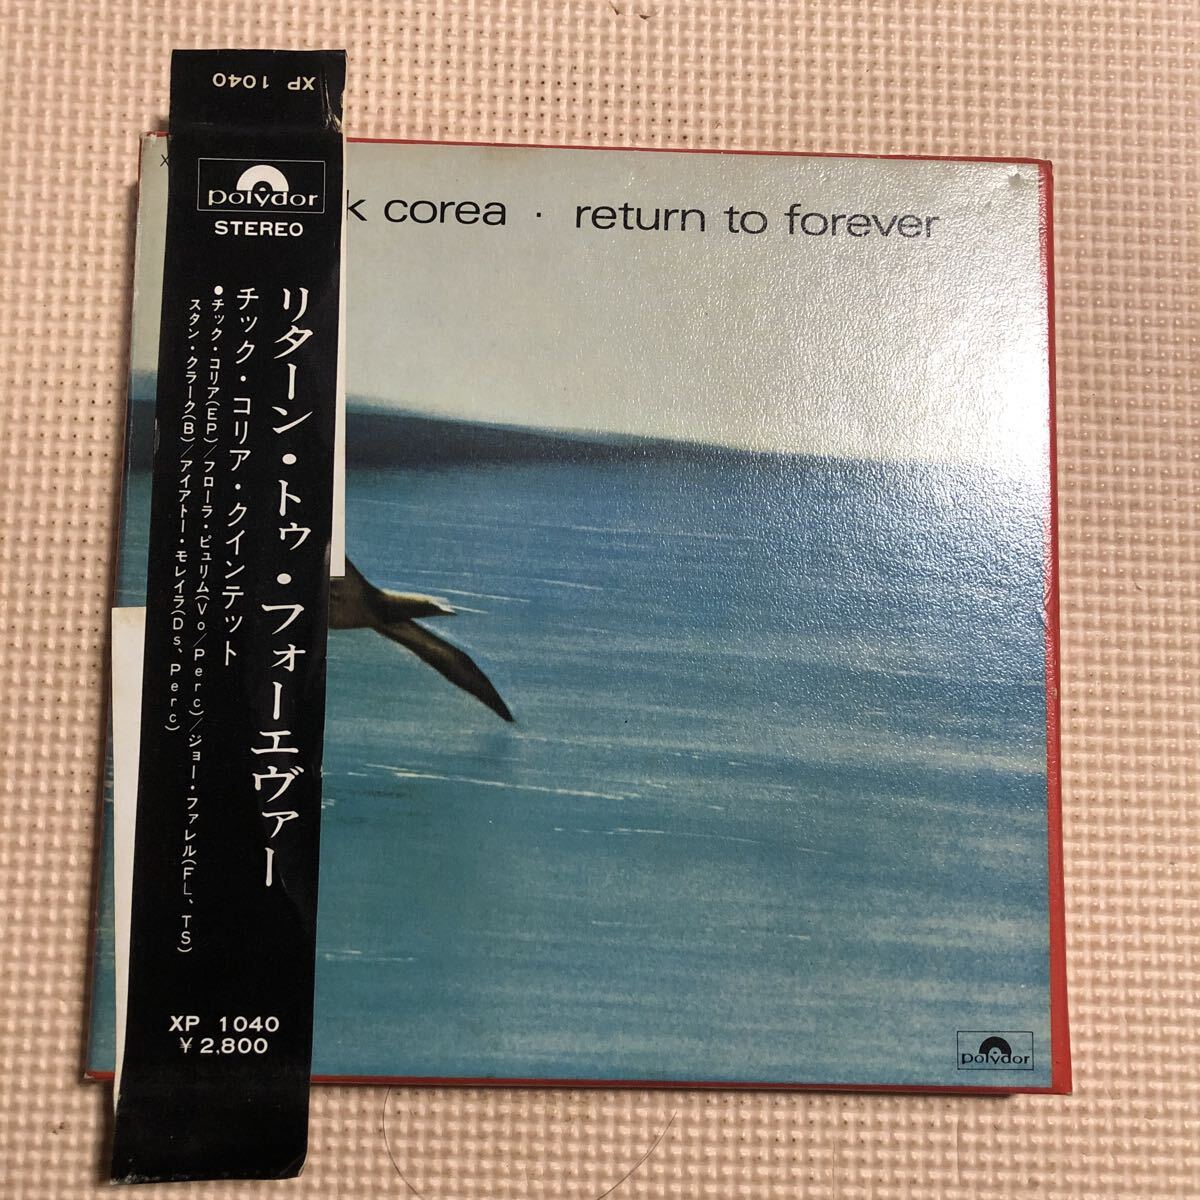 XP 1040
polydor
STEREO
リターン・トゥ・フォーエヴァー
チック・コリア・クインテット
●チック・コリア(EP)／フローラ・ピュリム(Vo／Perc)／ジョー・ファレル(FL、TS)
スタン・クラーク(B)／アイアトー・モレイラ(Ds、Perc)
XP 1040
¥2,800
X
k corea · return to forever
polydor